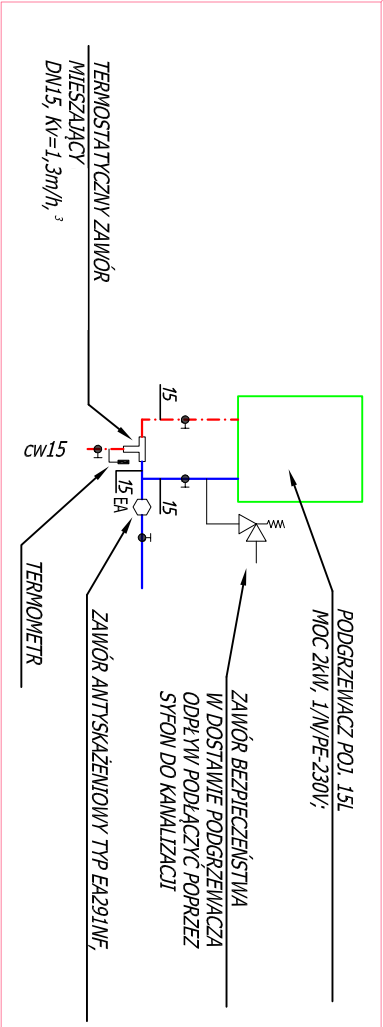 PODGRZEWACZ POJ. 15L
MOC 2kW, 1/N/PE-230V;
ZAWÓR BEZPIECZEŃSTWA
W DOSTAWIE PODGRZEWACZA
ODPŁYW PODŁĄCZYĆ POPRZEZ
SYFON DO KANALIZACJI
15
15
15 EA
cw15
TERMOSTATYCZNY ZAWÓR
MIESZAJĄCY
DN15, Kv=1,3m/h, 3
ZAWÓR ANTYSKAŻENIOWY TYP EA291NF,
TERMOMETR